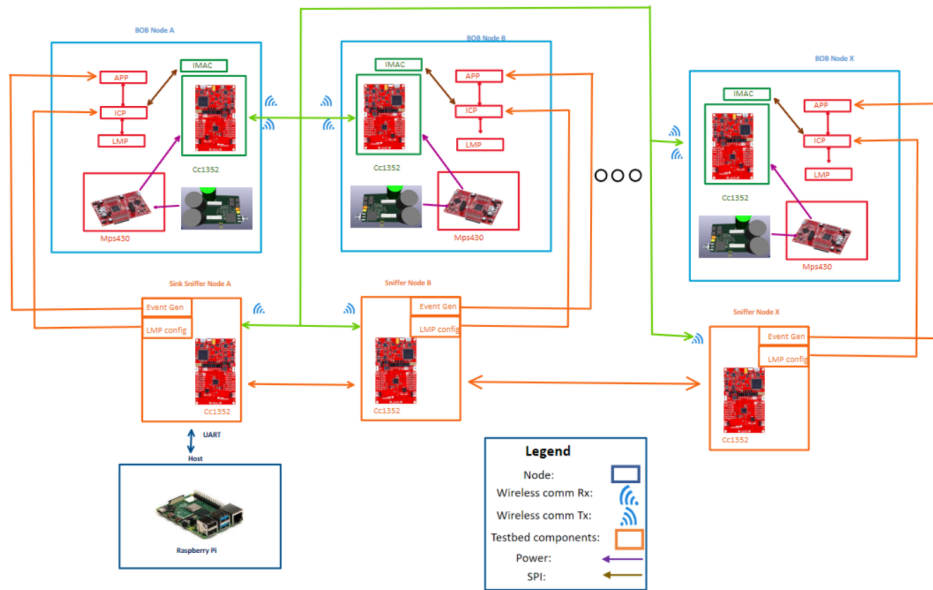 BOB Node A
BOB Node B
BOB Node X
IMAC
APP
ICP
LMP
Cc1352
Mps430
IMAC
APP
ICP
LMP
Cc1352
Mps430
IMAC
APP
ICP
LMP
Cc1352
Mps430
Sink Sniffer Node A
Event Gen
LMP config
Cc1352
Sniffer Node B
Event Gen
LMP config
Cc1352
Sniffer Node X
Event Gen
LMP config
Cc1352
UART
Host
Raspberry Pi
Legend
Node:
Wireless comm Rx:
Wireless comm Tx:
Testbed components:
Power:
SPI: